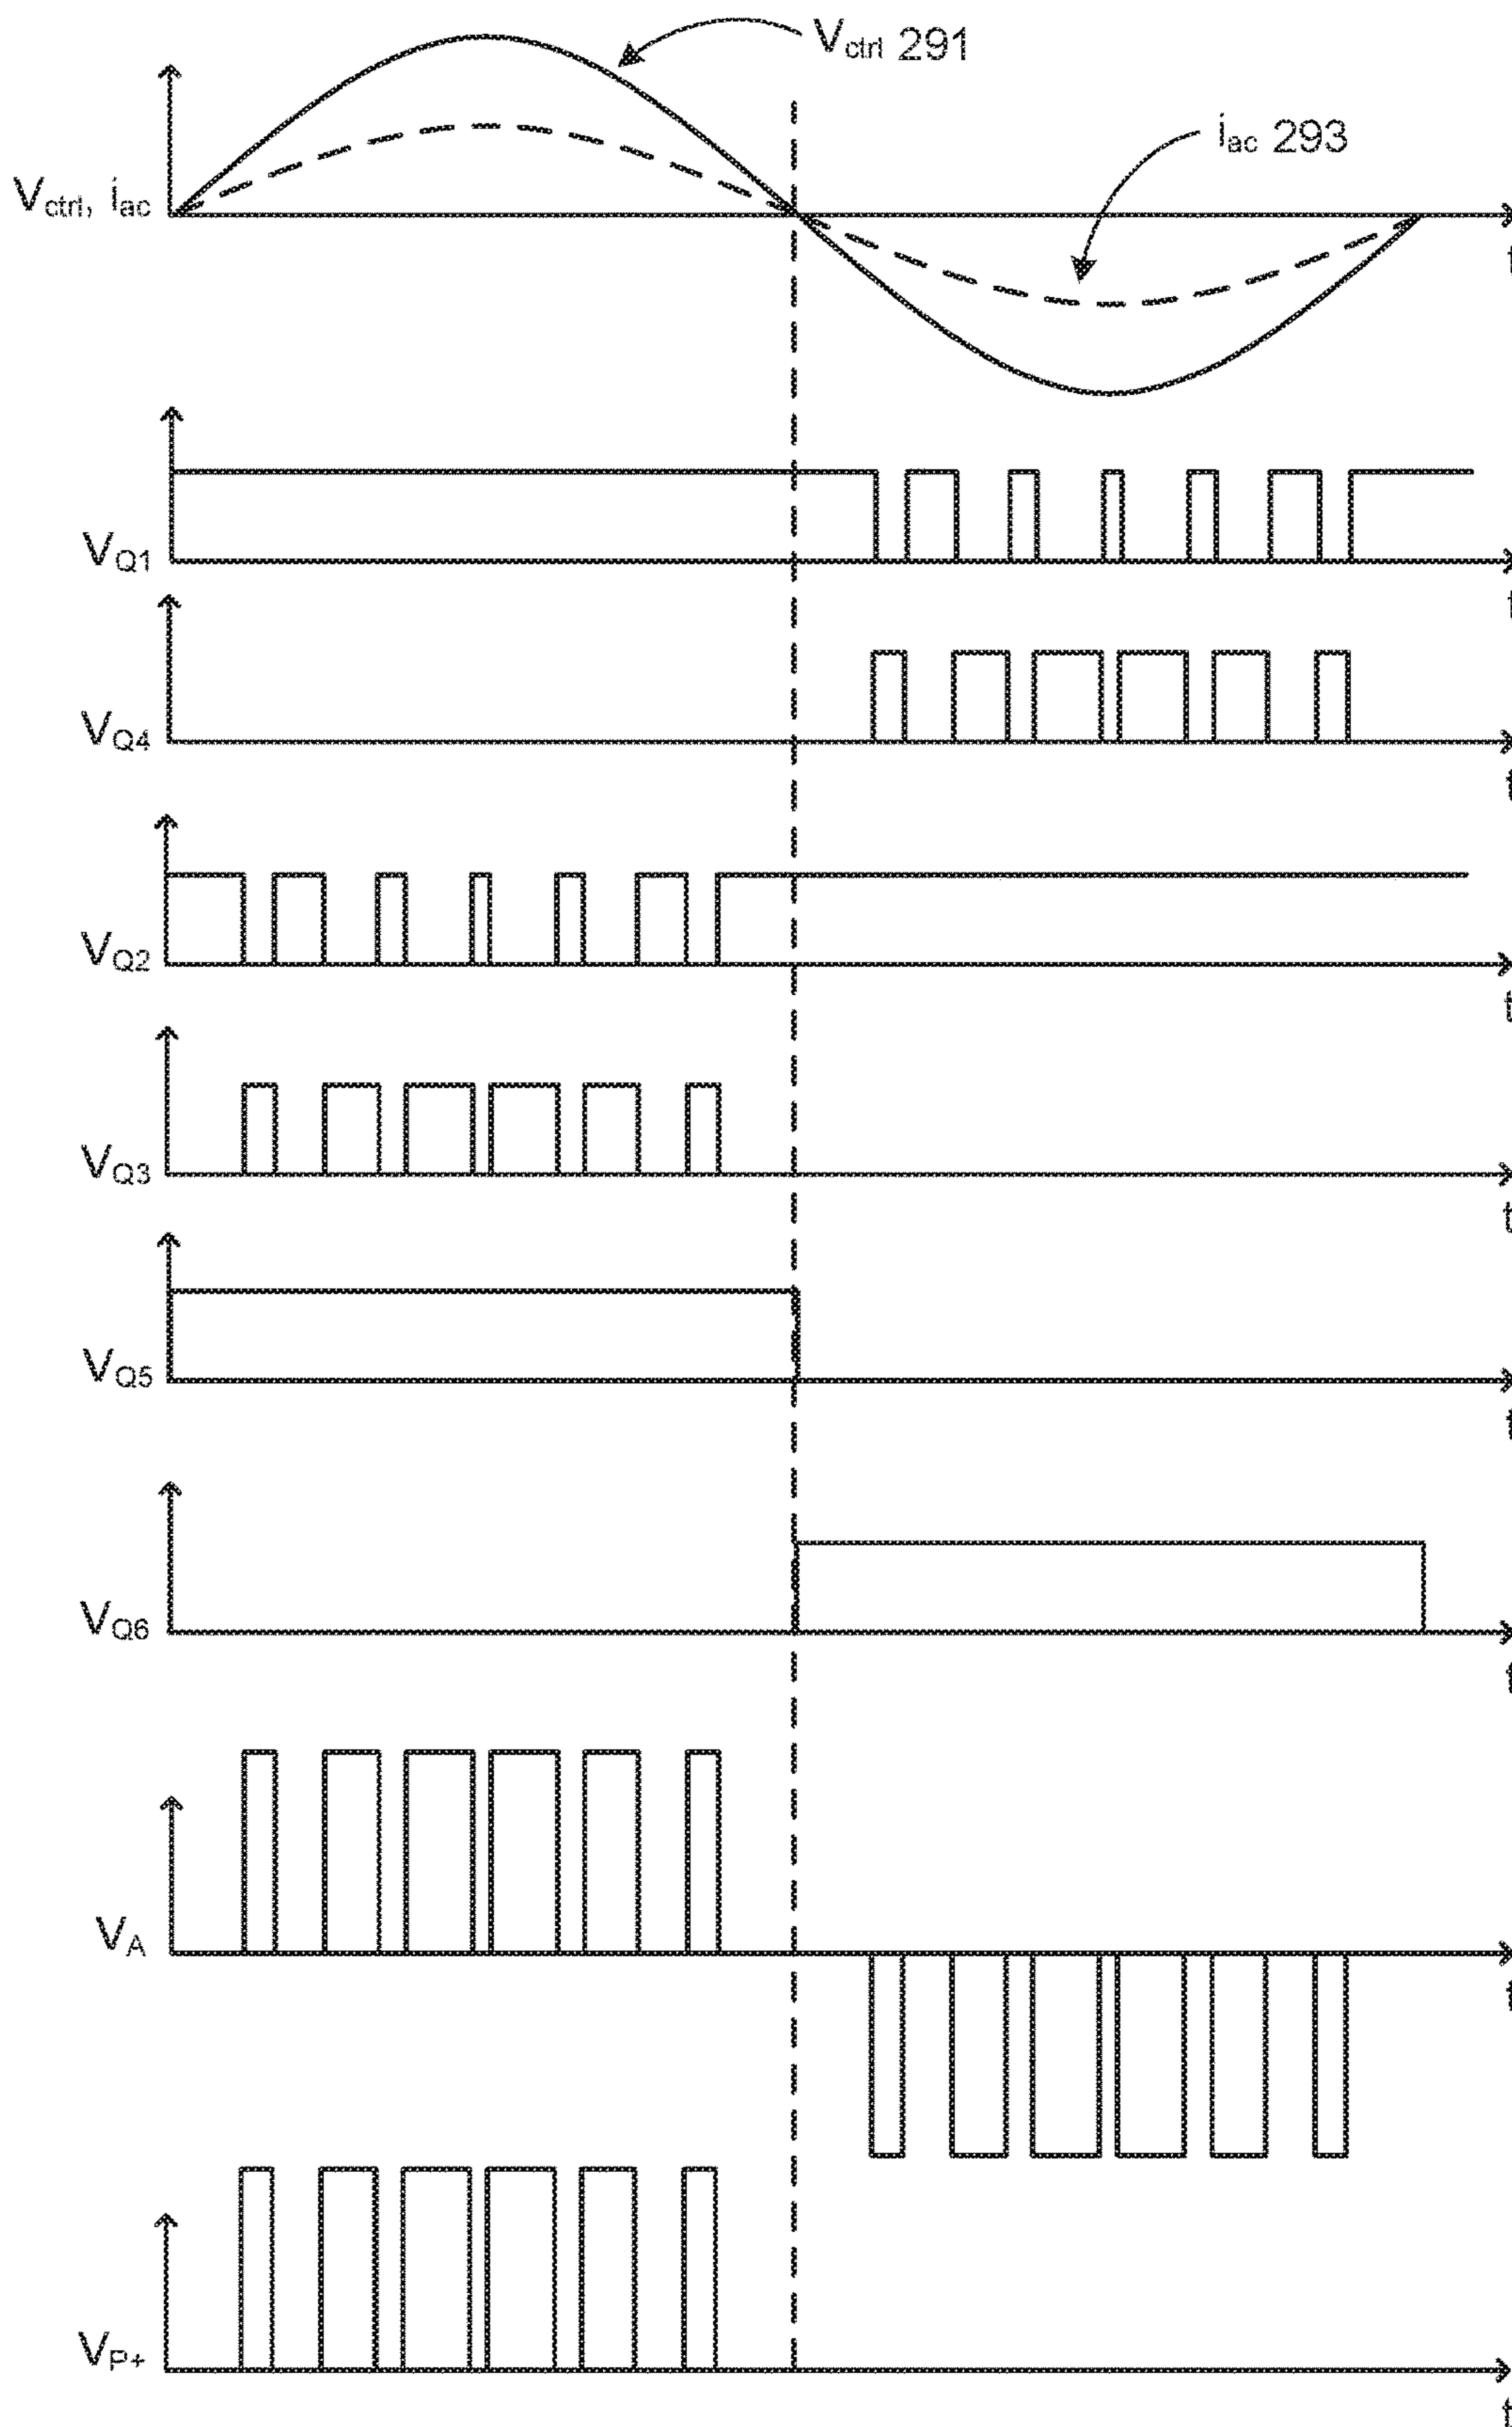 Vctrl 291
iac 293
Vctrl, iac
t
VQ1
t
VQ4
t
VQ2
t
VQ3
t
VQ5
t
VQ6
t
VA
t
VP+
t